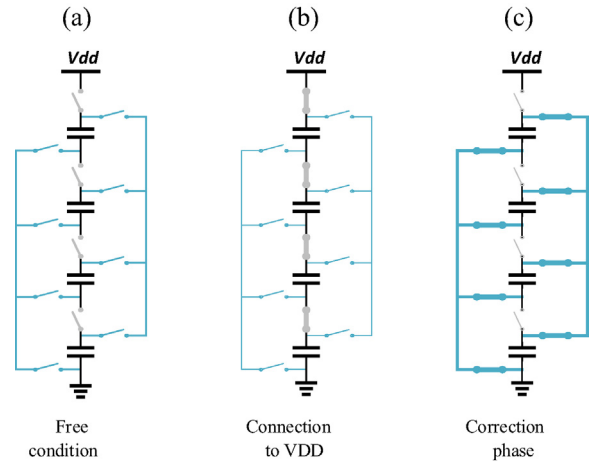 (a) (b) (c)
Vdd Vdd Vdd
Free Connection Correction
condition to VDD phase